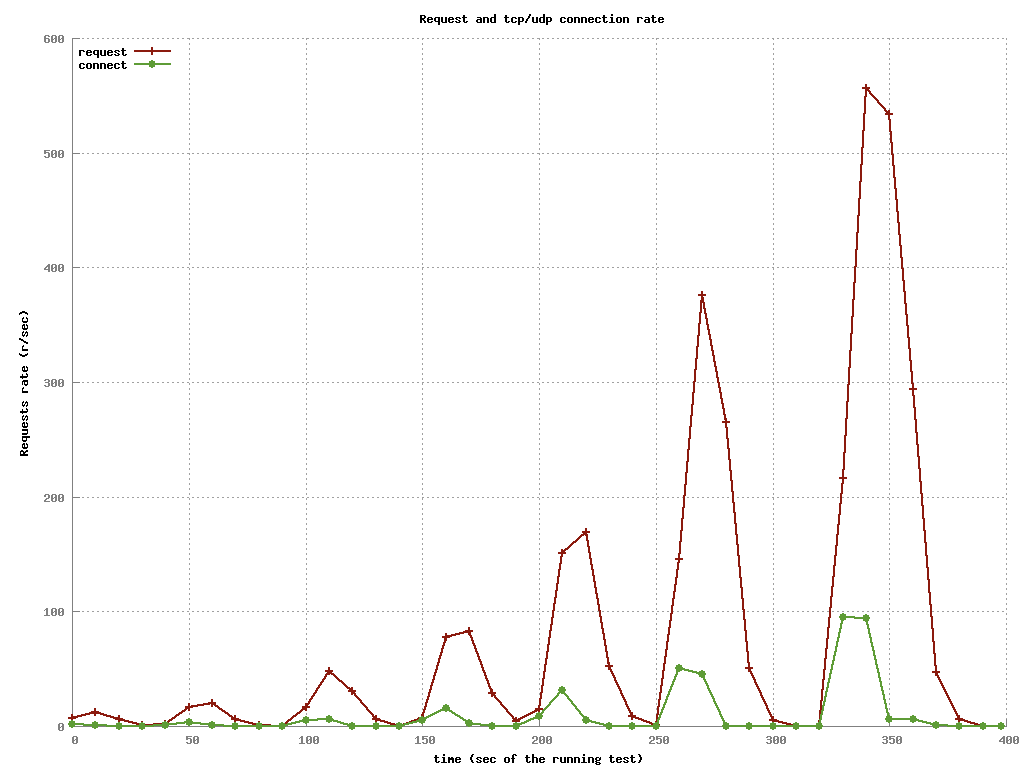 Request and tcp/udp connection rate
600
500
400
300
200
100
0
request
connect
Requests rate (r/sec)
0 50 100 150 200 250 300 350 400
time (sec of the running test)